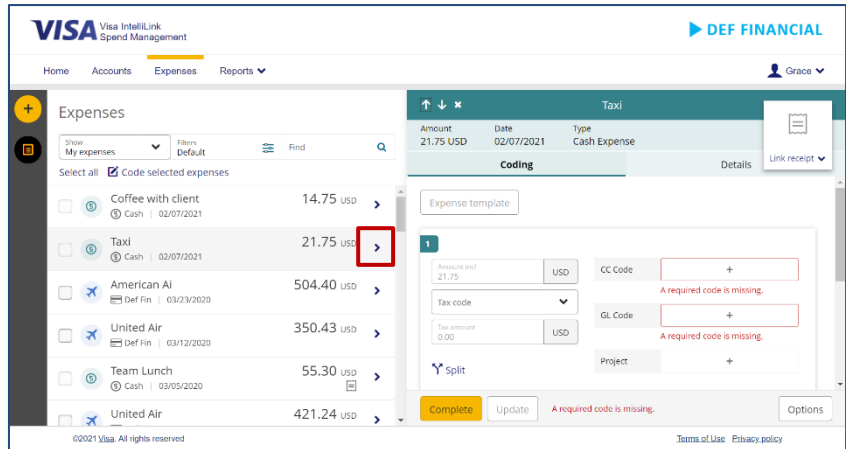 VISA Visa IntelliLink
Spend Management
DEF FINANCIAL
Home Accounts Expenses Reports
Grace
Expenses
Show
My expenses
Filters
Default
Find
Select all Code selected expenses
Coffee with client 14.75 USD
Cash | 02/07/2021
Taxi 21.75 USD
Cash | 02/07/2021
American Ai 504.40 USD
Def Fin | 03/23/2020
United Air 350.43 USD
Def Fin | 03/12/2020
Team Lunch 55.30 USD
Cash | 03/05/2020
United Air 421.24 USD
Taxi
Amount Date Type
21.75 USD 02/07/2021 Cash Expense
Link receipt
Coding Details
Expense template
1
Amount incl
21.75 USD
Tax code
Tax amount
0.00 USD
Split
CC Code +
A required code is missing.
GL Code +
A required code is missing.
Project +
Complete Update A required code is missing. Options
©2021 Visa. All rights reserved
Terms of Use Privacy policy